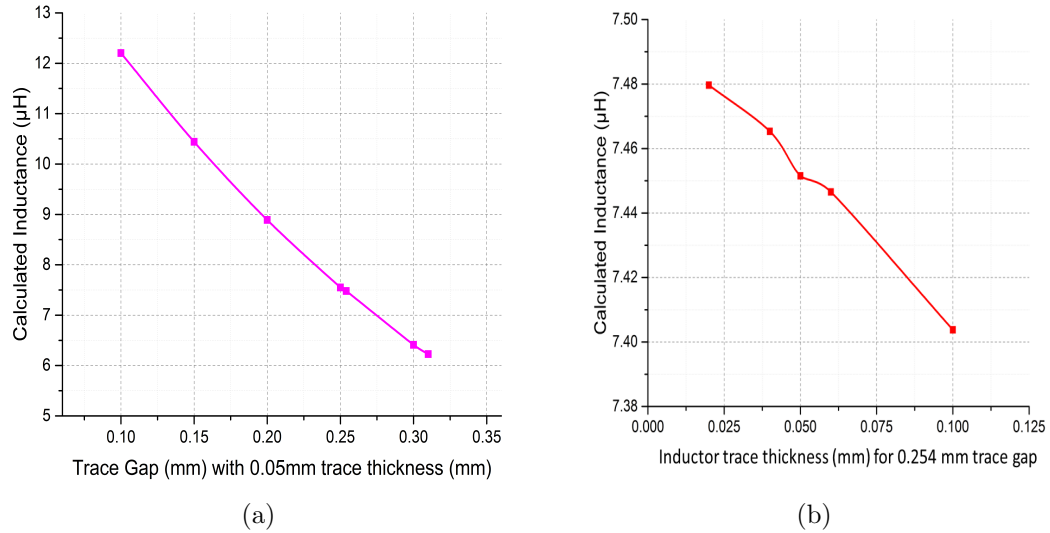 13
12
11
10
9
8
7
6
5
Calculated Inductance (µH)
0.10 0.15 0.20 0.25 0.30 0.35
Trace Gap (mm) with 0.05mm trace thickness (mm)
(a)
7.50
7.48
7.46
7.44
7.42
7.40
7.38
Calculated Inductance (µH)
0.000 0.025 0.050 0.075 0.100 0.125
Inductor trace thickness (mm) for 0.254 mm trace gap
(b)